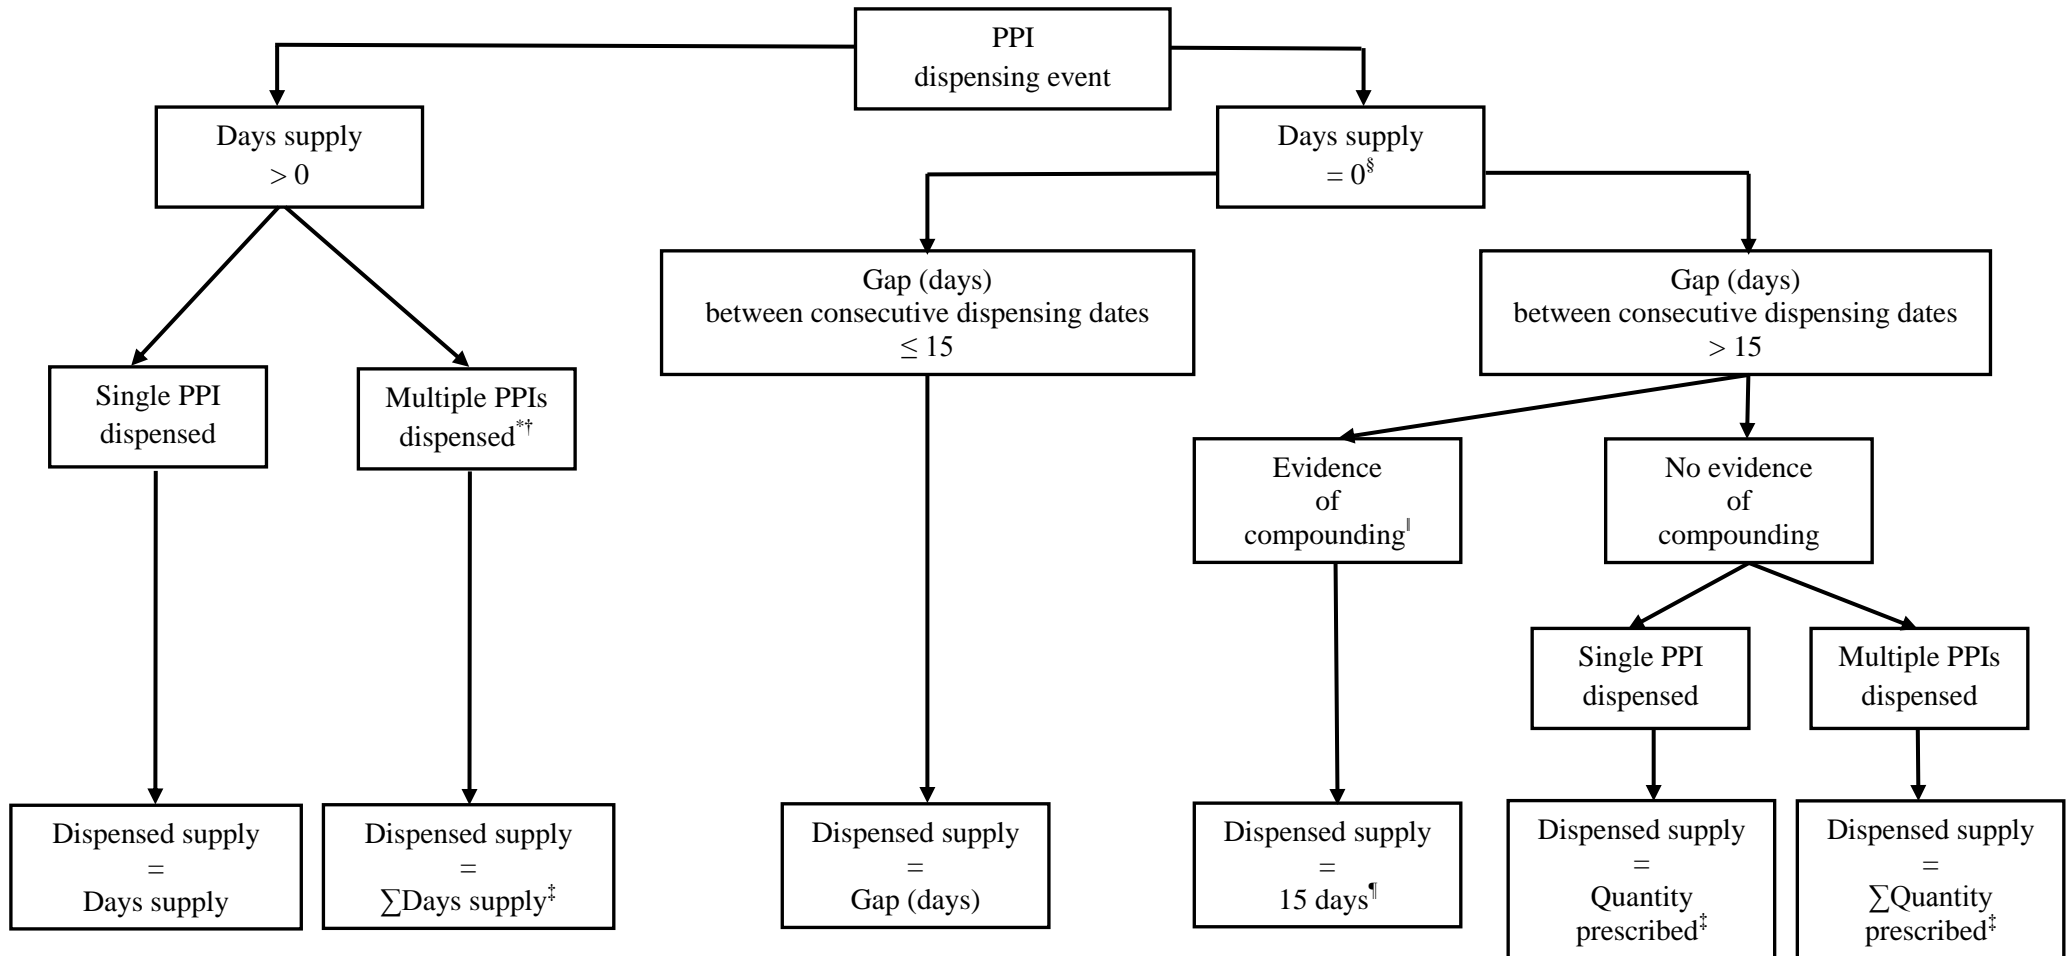 PPI
dispensing event
Days supply
> 0
Days supply
= 0§
Gap (days)
between consecutive dispensing dates
≤ 15
Gap (days)
between consecutive dispensing dates
> 15
Single PPI
dispensed
Multiple PPIs
dispensed*†
Evidence
of
compounding‖
No evidence
of
compounding
Single PPI
dispensed
Multiple PPIs
dispensed
Dispensed supply
=
Days supply
Dispensed supply
=
∑Days supply‡
Dispensed supply
=
Gap (days)
Dispensed supply
=
15 days¶
Dispensed supply
=
Quantity
prescribed‡
Dispensed supply
=
∑Quantity
prescribed‡